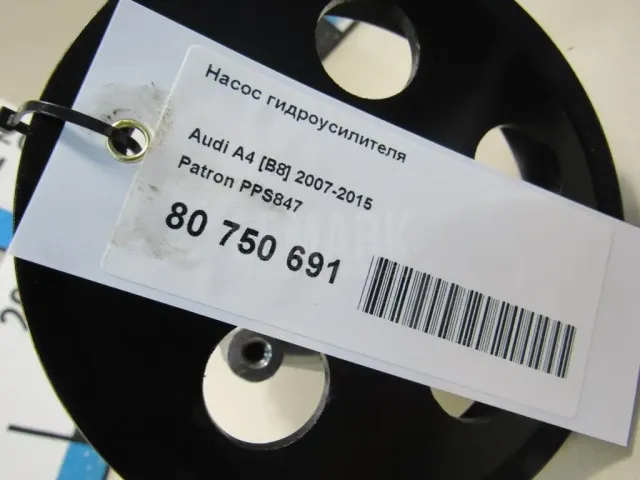 Насос гидроусилителя
Audi A4 [B8] 2007-2015
Patron PPS847
80 750 691